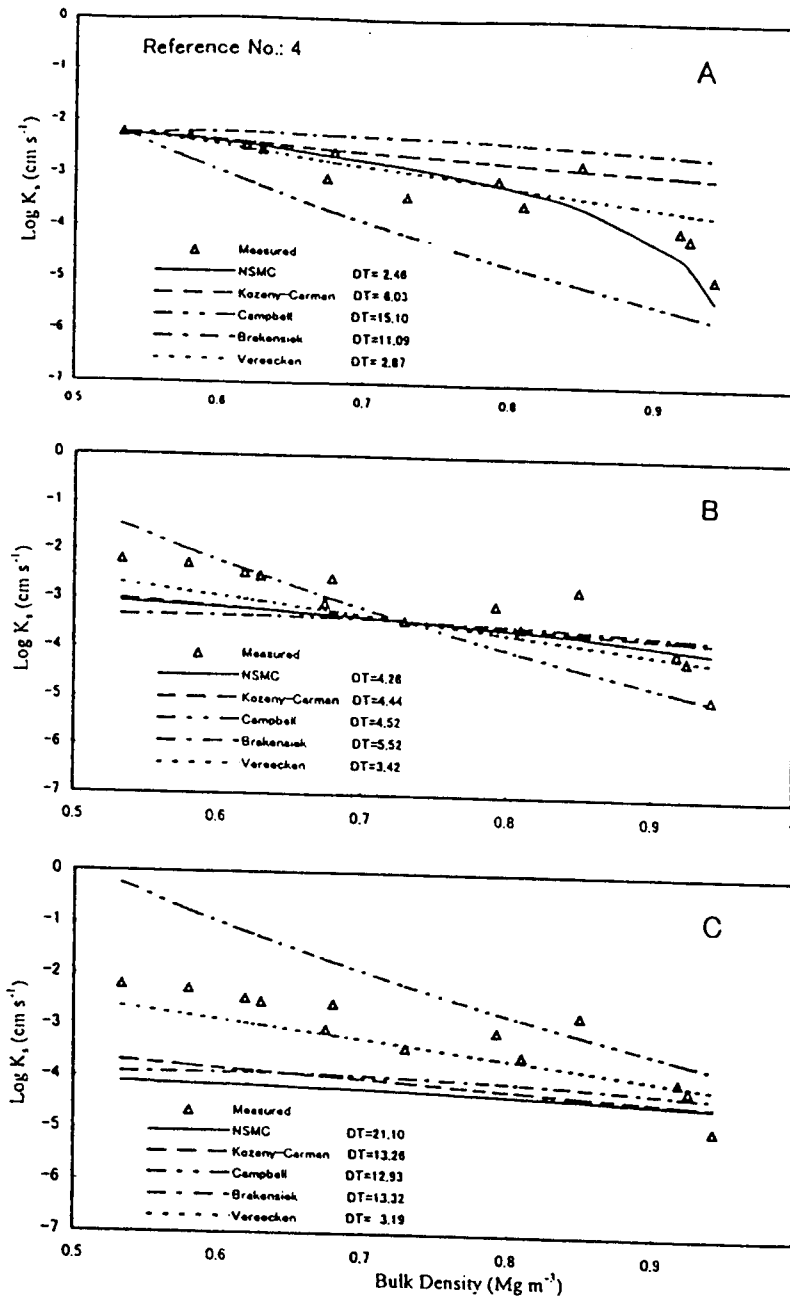 Reference No.: 4
A
0
-1
-2
-3
-4
-5
-6
-7
Log Ks (cm s⁻¹)
Measured
NSMC DT= 2.46
Kozeny-Carman DT= 6.03
Campbell DT=15.10
Brakensiek DT=11.09
Vereecken DT= 2.87
0.5 0.6 0.7 0.8 0.9
B
0
-1
-2
-3
-4
-5
-6
-7
Log Ks (cm s⁻¹)
Measured
NSMC DT=4.26
Kozeny-Carman DT=4.44
Campbell DT=4.52
Brakensiek DT=5.52
Vereecken DT=3.42
0.5 0.6 0.7 0.8 0.9
C
0
-1
-2
-3
-4
-5
-6
-7
Log Ks (cm s⁻¹)
Measured
NSMC DT=21.10
Kozeny-Carman DT=13.26
Campbell DT=12.93
Brakensiek DT=13.32
Vereecken DT= 3.19
0.5 0.6 0.7 0.8 0.9
Bulk Density (Mg m⁻³)